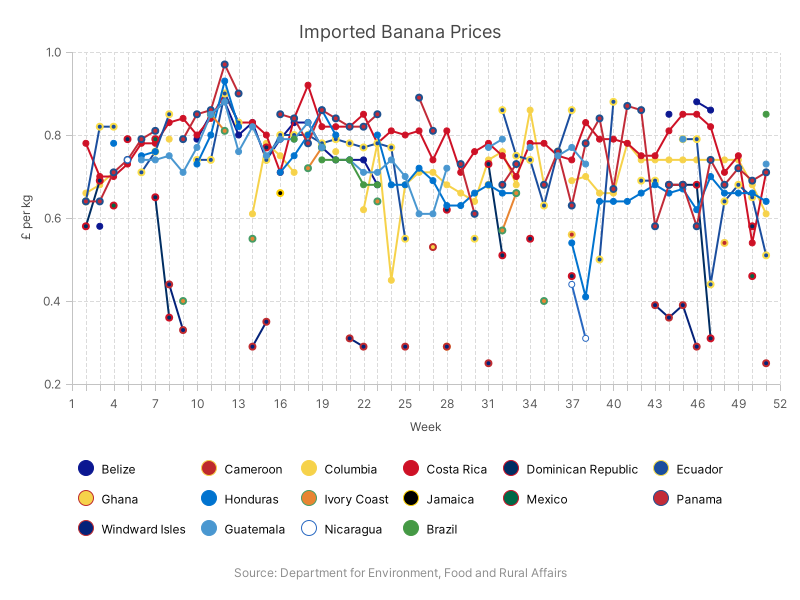 Imported Banana Prices
1.0
0.8
0.6
0.4
0.2
£ per kg
1 4 7 10 13 16 19 22 25 28 31 34 37 40 43 46 49 52
Week
Belize Cameroon Columbia Costa Rica Dominican Republic Ecuador
Ghana Honduras Ivory Coast Jamaica Mexico Panama
Windward Isles Guatemala Nicaragua Brazil
Source: Department for Environment, Food and Rural Affairs